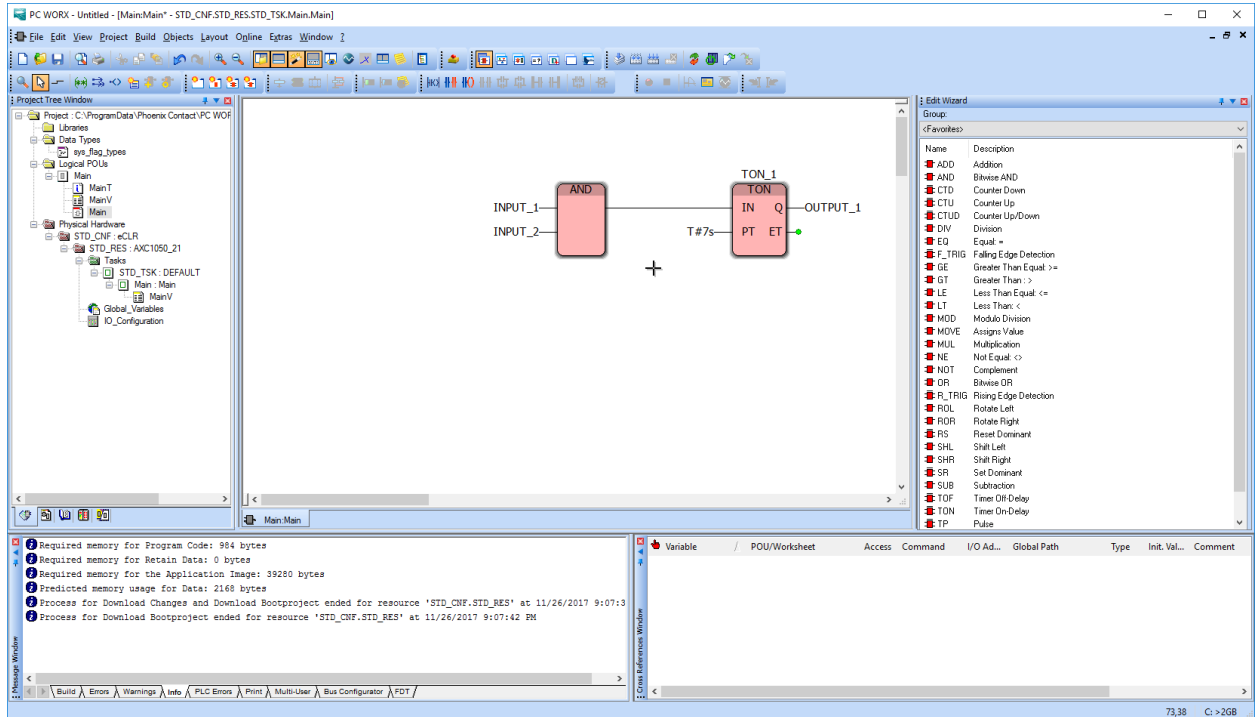 PC WORX - Untitled - [Main:Main* - STD_CNF.STD_RES.STD_TSK.Main.Main]
File Edit View Project Build Objects Layout Online Extras Window ?
Project Tree Window
Project : C:\ProgramData\Phoenix Contact\PC WOF
Libraries
Data Types
sys_flag_types
Logical POUs
Main
MainT
MainV
Main
Physical Hardware
STD_CNF : eCLR
STD_RES : AXC1050_21
Tasks
STD_TSK : DEFAULT
Main : Main
MainV
Global_Variables
IO_Configuration
AND
INPUT_1
INPUT_2
TON_1
TON
IN Q
OUTPUT_1
T#7s
PT ET
Main:Main
Edit Wizard
Group:
<Favorites>
Name Description
ADD Addition
AND Bitwise AND
CTD Counter Down
CTU Counter Up
CTUD Counter Up/Down
DIV Division
EQ Equal: =
F_TRIG Falling Edge Detection
GE Greater Than Equal: >=
GT Greater Than : >
LE Less Than Equal: <=
LT Less Than: <
MOD Modulo Division
MOVE Assigns Value
MUL Multiplication
NE Not Equal: <>
NOT Complement
OR Bitwise OR
R_TRIG Rising Edge Detection
ROL Rotate Left
ROR Rotate Right
RS Reset Dominant
SHL Shift Left
SHR Shift Right
SR Set Dominant
SUB Subtraction
TOF Timer Off-Delay
TON Timer On-Delay
TP Pulse
Message Window
Required memory for Program Code: 984 bytes
Required memory for Retain Data: 0 bytes
Required memory for the Application Image: 39280 bytes
Predicted memory usage for Data: 2168 bytes
Process for Download Changes and Download Bootproject ended for resource 'STD_CNF.STD_RES' at 11/26/2017 9:07:3
Process for Download Bootproject ended for resource 'STD_CNF.STD_RES' at 11/26/2017 9:07:42 PM
Build Errors Warnings Info PLC Errors Print Multi-User Bus Configurator FDT
Cross References Window
Variable / POU/Worksheet Access Command I/O Ad... Global Path Type Init. Val... Comment
73,38 C: >2GB